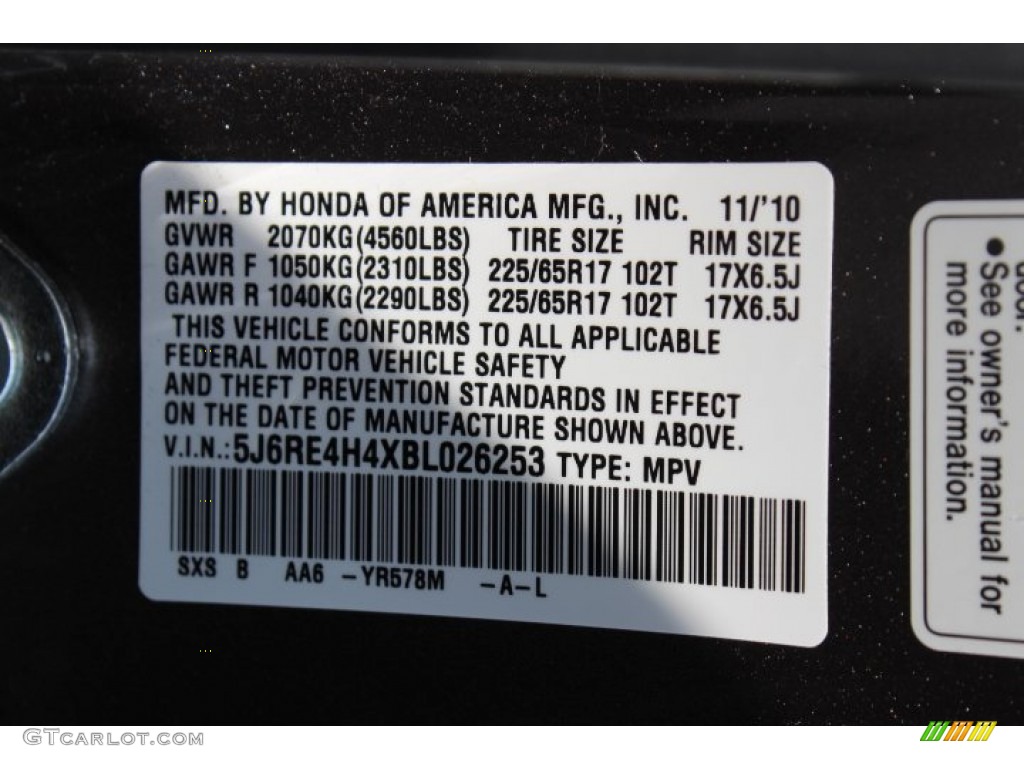 MFD. BY HONDA OF AMERICA MFG., INC. 11/'10
GVWR 2070KG(4560LBS) TIRE SIZE RIM SIZE
GAWR F 1050KG(2310LBS) 225/65R17 102T 17X6.5J
GAWR R 1040KG(2290LBS) 225/65R17 102T 17X6.5J
THIS VEHICLE CONFORMS TO ALL APPLICABLE
FEDERAL MOTOR VEHICLE SAFETY
AND THEFT PREVENTION STANDARDS IN EFFECT
ON THE DATE OF MANUFACTURE SHOWN ABOVE.
V.I.N.: 5J6RE4H4XBL026253 TYPE: MPV
SXS B AA6 -YR578M -A-L
door.
● See owner's manual for
more information.
GTCARLOT.COM